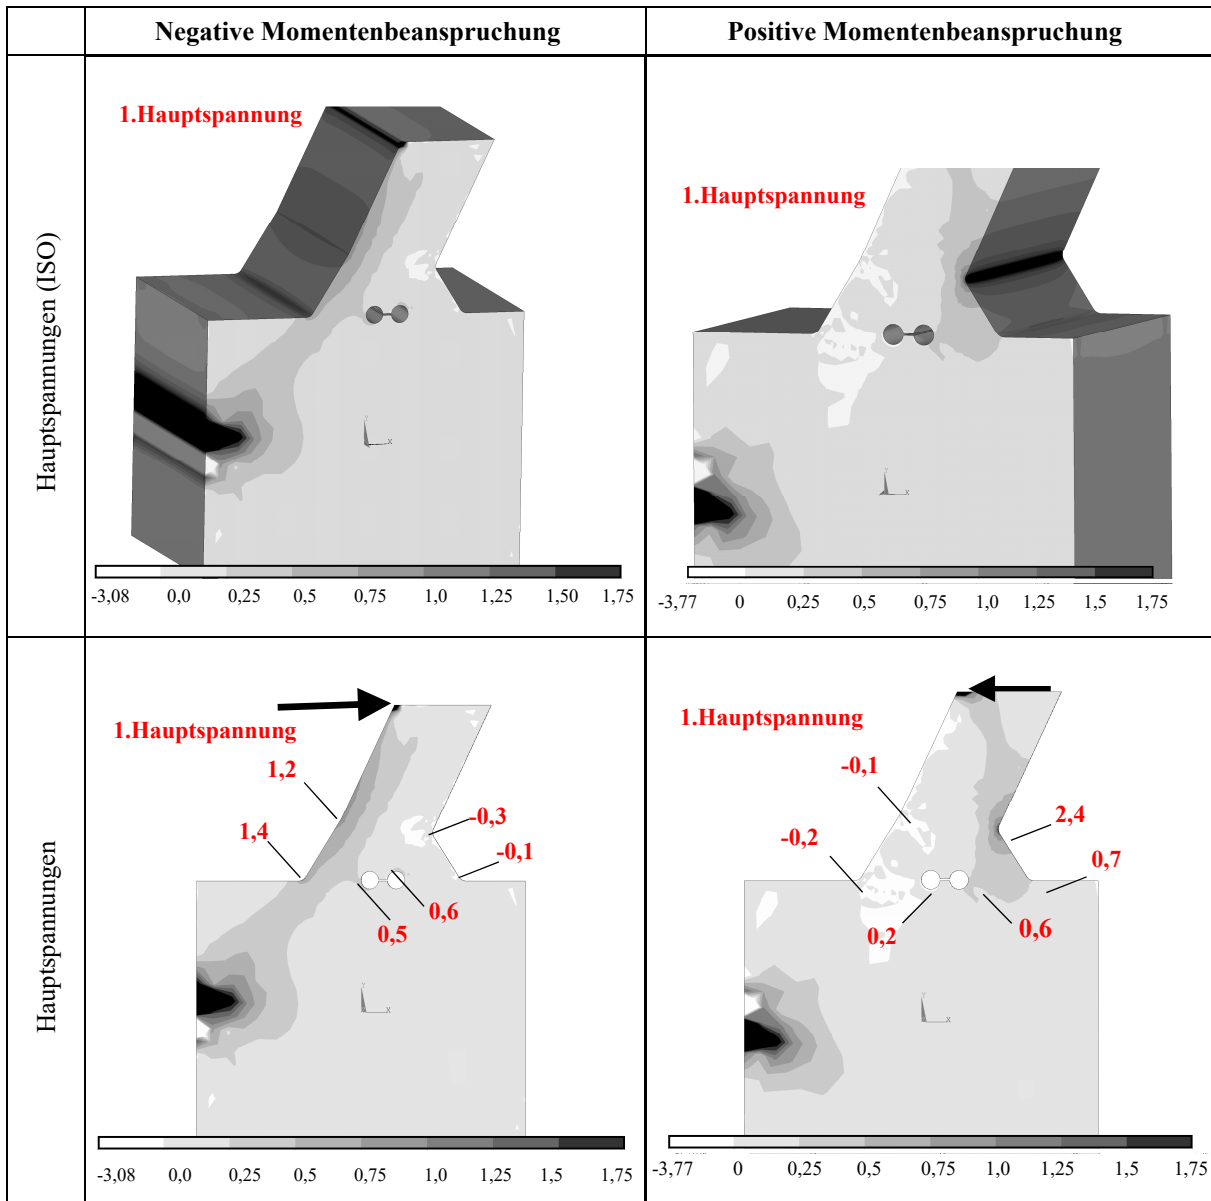 Negative Momentenbeanspruchung
Positive Momentenbeanspruchung
Hauptspannungen (ISO)
1.Hauptspannung
-3,08 0,0 0,25 0,5 0,75 1,0 1,25 1,50 1,75
1.Hauptspannung
-3,77 0 0,25 0,5 0,75 1,0 1,25 1,5 1,75
Hauptspannungen
1.Hauptspannung
1,2
1,4
-0,3
-0,1
0,6
0,5
-3,08 0,0 0,25 0,5 0,75 1,0 1,25 1,5 1,75
1.Hauptspannung
-0,1
2,4
-0,2
0,7
0,2
0,6
-3,77 0 0,25 0,5 0,75 1,0 1,25 1,5 1,75